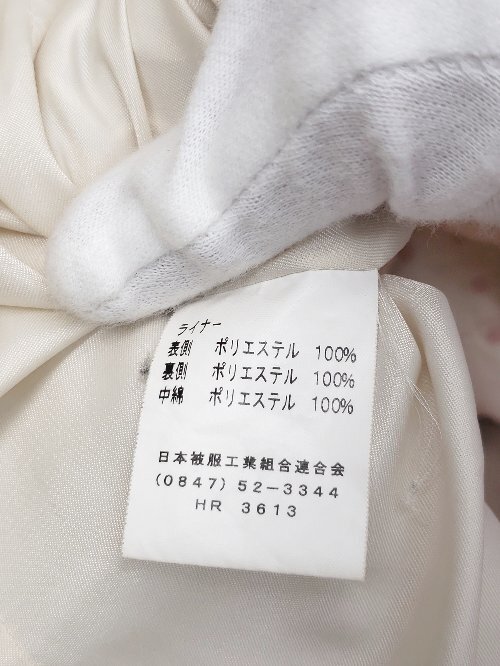 ライナー
表側 ポリエステル 100%
裏側 ポリエステル 100%
中綿 ポリエステル 100%
日本被服工業組合連合会
(0847) 52-3344
HR 3613